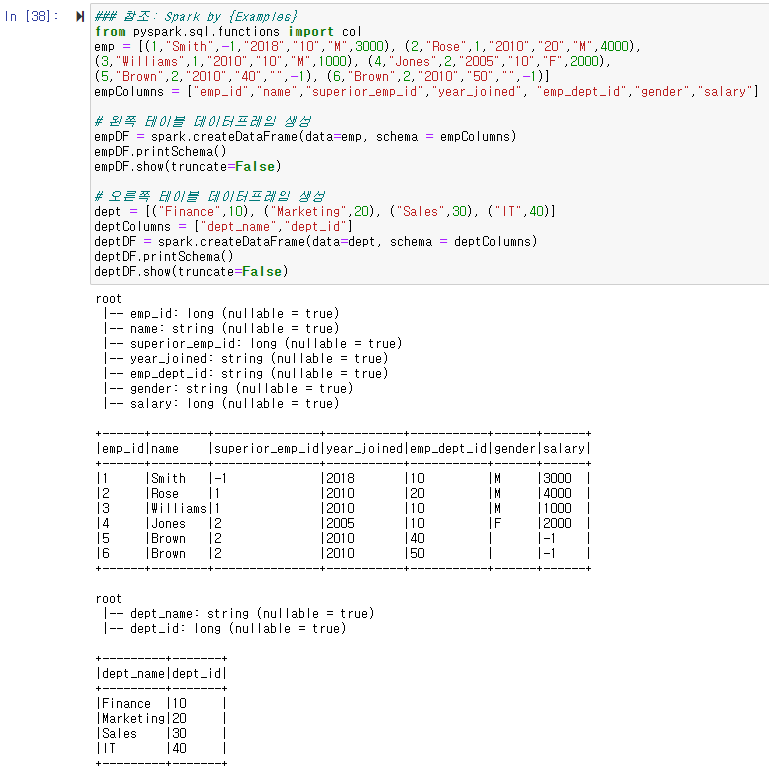 In [38]:
### 참조: Spark by {Examples}
from pyspark.sql.functions import col
emp = [(1,"Smith",-1,"2018","10","M",3000), (2,"Rose",1,"2010","20","M",4000),
(3,"Williams",1,"2010","10","M",1000), (4,"Jones",2,"2005","10","F",2000),
(5,"Brown",2,"2010","40","",-1), (6,"Brown",2,"2010","50","",-1)]
empColumns = ["emp_id","name","superior_emp_id","year_joined", "emp_dept_id","gender","salary"]

# 왼쪽 테이블 데이터프레임 생성
empDF = spark.createDataFrame(data=emp, schema = empColumns)
empDF.printSchema()
empDF.show(truncate=False)

# 오른쪽 테이블 데이터프레임 생성
dept = [("Finance",10), ("Marketing",20), ("Sales",30), ("IT",40)]
deptColumns = ["dept_name","dept_id"]
deptDF = spark.createDataFrame(data=dept, schema = deptColumns)
deptDF.printSchema()
deptDF.show(truncate=False)

root
 |-- emp_id: long (nullable = true)
 |-- name: string (nullable = true)
 |-- superior_emp_id: long (nullable = true)
 |-- year_joined: string (nullable = true)
 |-- emp_dept_id: string (nullable = true)
 |-- gender: string (nullable = true)
 |-- salary: long (nullable = true)

+------+--------+---------------+-----------+-----------+------+------+
|emp_id|name    |superior_emp_id|year_joined|emp_dept_id|gender|salary|
+------+--------+---------------+-----------+-----------+------+------+
|1     |Smith   |-1             |2018       |10         |M     |3000  |
|2     |Rose    |1              |2010       |20         |M     |4000  |
|3     |Williams|1              |2010       |10         |M     |1000  |
|4     |Jones   |2              |2005       |10         |F     |2000  |
|5     |Brown   |2              |2010       |40         |      |-1    |
|6     |Brown   |2              |2010       |50         |      |-1    |
+------+--------+---------------+-----------+-----------+------+------+

root
 |-- dept_name: string (nullable = true)
 |-- dept_id: long (nullable = true)

+---------+-------+
|dept_name|dept_id|
+---------+-------+
|Finance  |10     |
|Marketing|20     |
|Sales    |30     |
|IT       |40     |
+---------+-------+